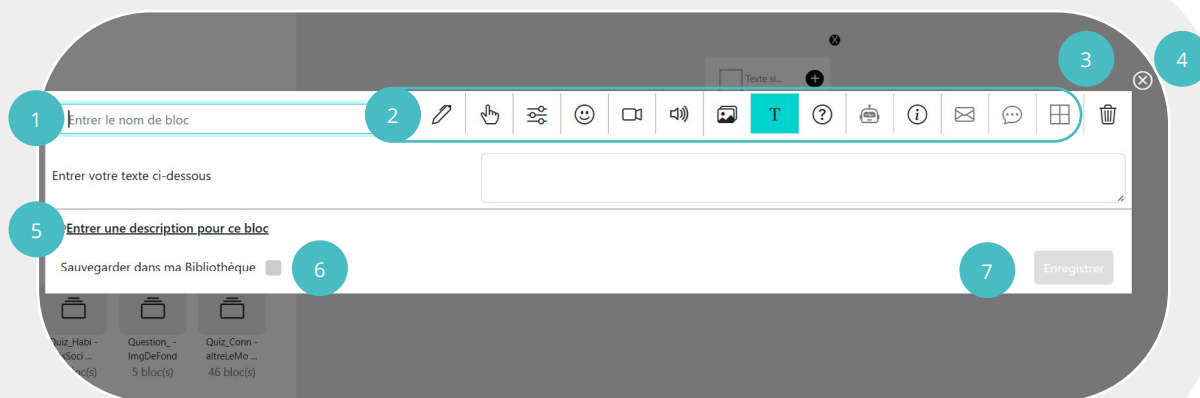 X
3
4
Texte si... +
1 Entrer le nom de bloc 2 T ? i
Entrer votre texte ci-dessous
5 Entrer une description pour ce bloc
Sauvegarder dans ma Bibliothèque 6 7 Enregistrer
Quiz_Habi - Question_ - Quiz_Conn -
ImgDeFond aitreLeMo ...
5 bloc(s) 46 bloc(s)